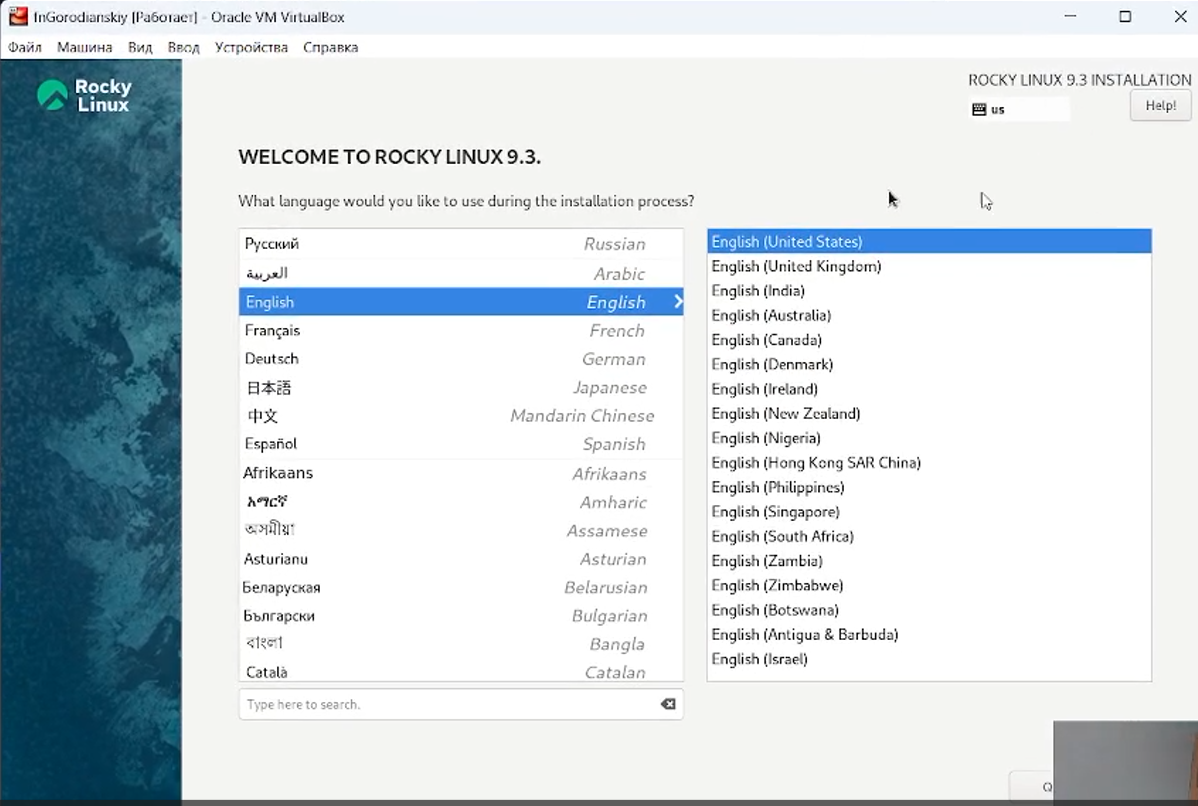 fnGorodianskiy [Работает] - Oracle VM VirtualBox
Файл Машина Вид Ввод Устройства Справка
Rocky
Linux
ROCKY LINUX 9.3 INSTALLATION
us
Help!
WELCOME TO ROCKY LINUX 9.3.
What language would you like to use during the installation process?
Русский Russian
العربية Arabic
English English
Français French
Deutsch German
日本語 Japanese
中文 Mandarin Chinese
Español Spanish
Afrikaans Afrikaans
አማርኛ Amharic
অসমীয়া Assamese
Asturianu Asturian
Беларуская Belarusian
Български Bulgarian
বাংলা Bangla
Català Catalan
Type here to search.
English (United States)
English (United Kingdom)
English (India)
English (Australia)
English (Canada)
English (Denmark)
English (Ireland)
English (New Zealand)
English (Nigeria)
English (Hong Kong SAR China)
English (Philippines)
English (Singapore)
English (South Africa)
English (Zambia)
English (Zimbabwe)
English (Botswana)
English (Antigua & Barbuda)
English (Israel)